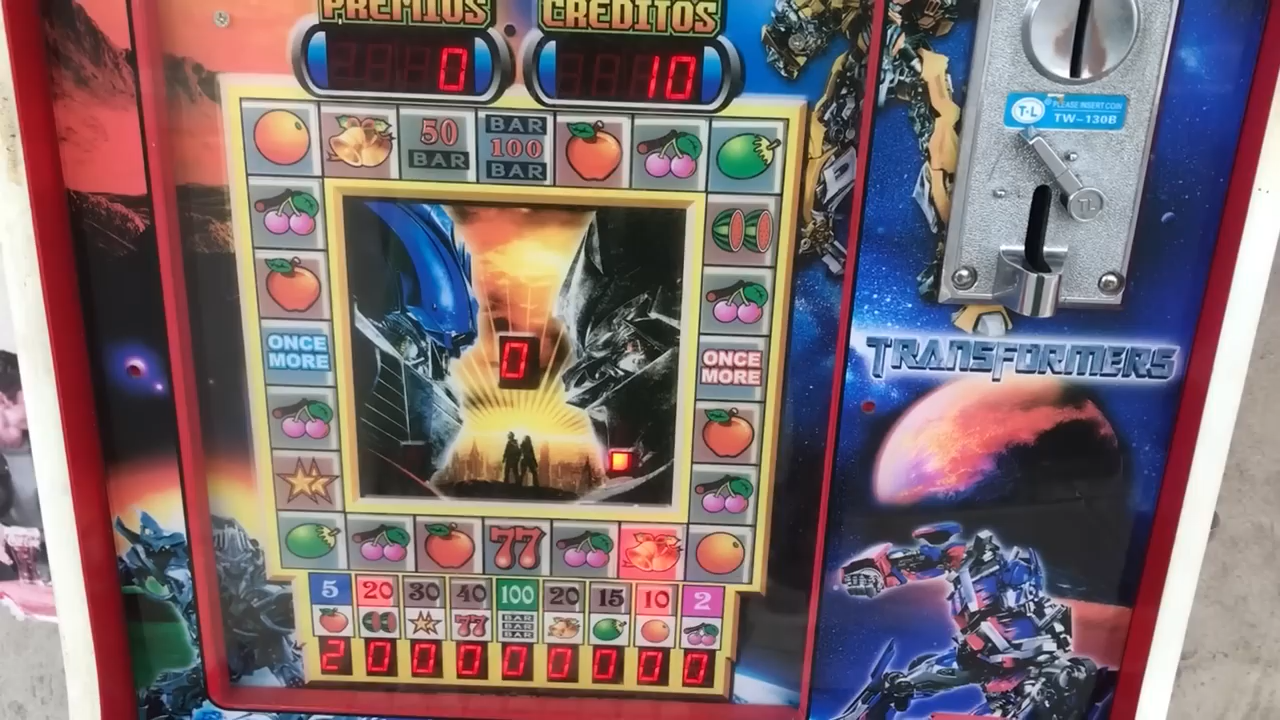 PREMIOS
CREDITOS
0
10
PLEASE INSERT COIN
T-L
TW-130B
50
BAR
BAR
100
BAR
0
ONCE
MORE
ONCE
MORE
TRANSFORMERS
77
5 20 30 40 100 20 15 10 2
77
BAR
BAR
BAR
2 0 0 0 0 0 0 0 0
TL